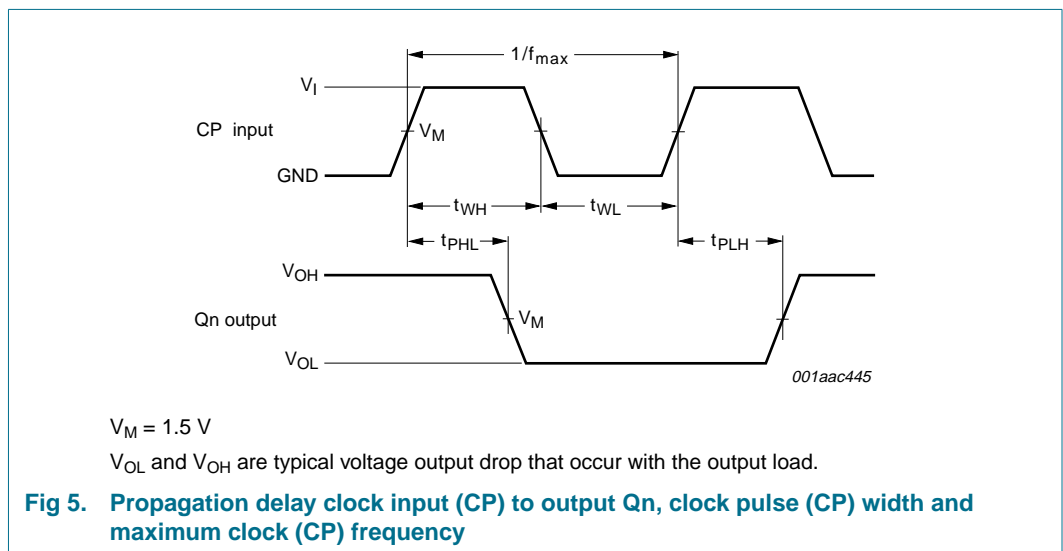 1/fmax
VI
CP input
VM
GND
tWH
tWL
tPHL
tPLH
VOH
Qn output
VM
VOL
001aac445
VM = 1.5 V
VOL and VOH are typical voltage output drop that occur with the output load.
Fig 5. Propagation delay clock input (CP) to output Qn, clock pulse (CP) width and
maximum clock (CP) frequency